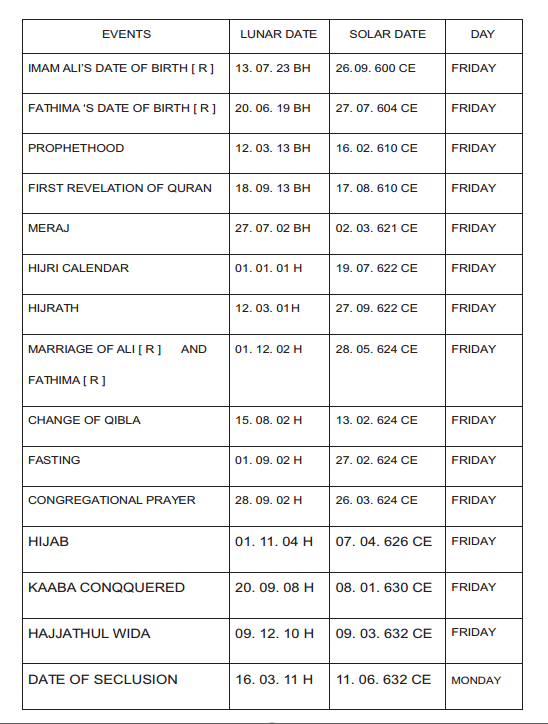 EVENTS LUNAR DATE SOLAR DATE DAY
IMAM ALI'S DATE OF BIRTH [ R ] 13. 07. 23 BH 26. 09. 600 CE FRIDAY
FATHIMA 'S DATE OF BIRTH [ R ] 20. 06. 19 BH 27. 07. 604 CE FRIDAY
PROPHETHOOD 12. 03. 13 BH 16. 02. 610 CE FRIDAY
FIRST REVELATION OF QURAN 18. 09. 13 BH 17. 08. 610 CE FRIDAY
MERAJ 27. 07. 02 BH 02. 03. 621 CE FRIDAY
HIJRI CALENDAR 01. 01. 01 H 19. 07. 622 CE FRIDAY
HIJRATH 12. 03. 01 H 27. 09. 622 CE FRIDAY
MARRIAGE OF ALI [ R ] AND 01. 12. 02 H 28. 05. 624 CE FRIDAY
FATHIMA [ R ]
CHANGE OF QIBLA 15. 08. 02 H 13. 02. 624 CE FRIDAY
FASTING 01. 09. 02 H 27. 02. 624 CE FRIDAY
CONGREGATIONAL PRAYER 28. 09. 02 H 26. 03. 624 CE FRIDAY
HIJAB 01. 11. 04 H 07. 04. 626 CE FRIDAY
KAABA CONQQUERED 20. 09. 08 H 08. 01. 630 CE FRIDAY
HAJJATHUL WIDA 09. 12. 10 H 09. 03. 632 CE FRIDAY
DATE OF SECLUSION 16. 03. 11 H 11. 06. 632 CE MONDAY